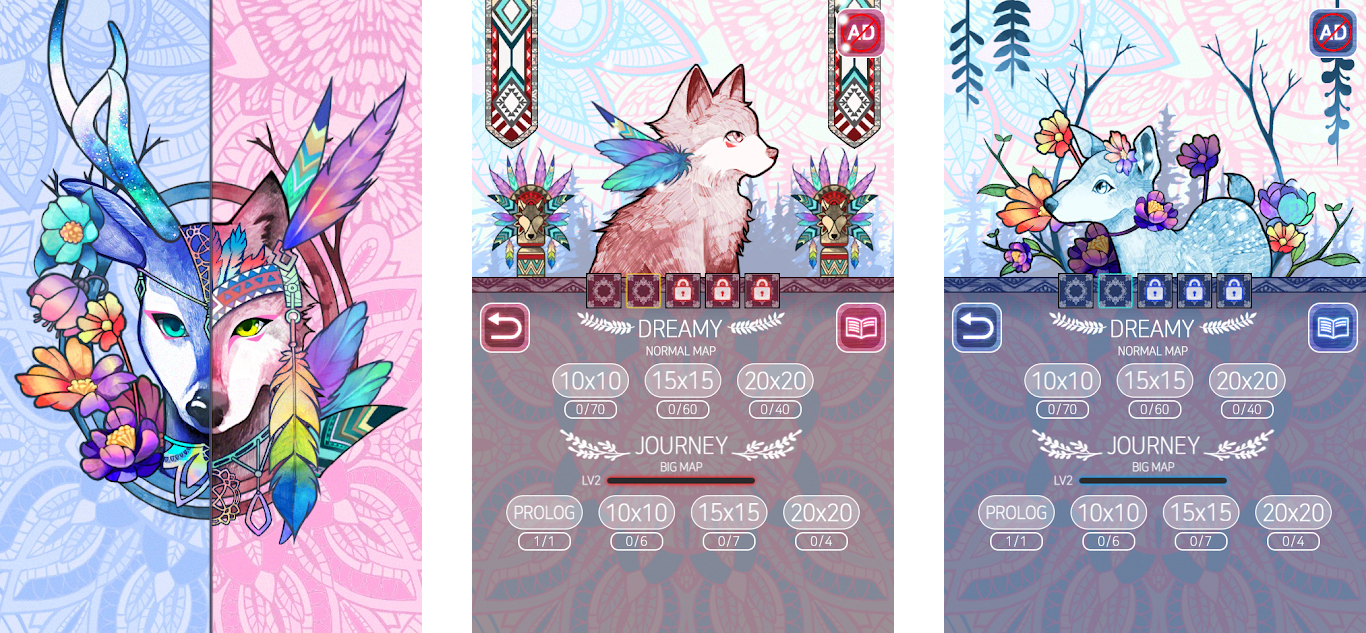 AD
DREAMY
NORMAL MAP
10x10 15x15 20x20
0/70 0/60 0/40
JOURNEY
BIG MAP
LV2
PROLOG 10x10 15x15 20x20
1/1 0/6 0/7 0/4
AD
DREAMY
NORMAL MAP
10x10 15x15 20x20
0/70 0/60 0/40
JOURNEY
BIG MAP
LV2
PROLOG 10x10 15x15 20x20
1/1 0/6 0/7 0/4